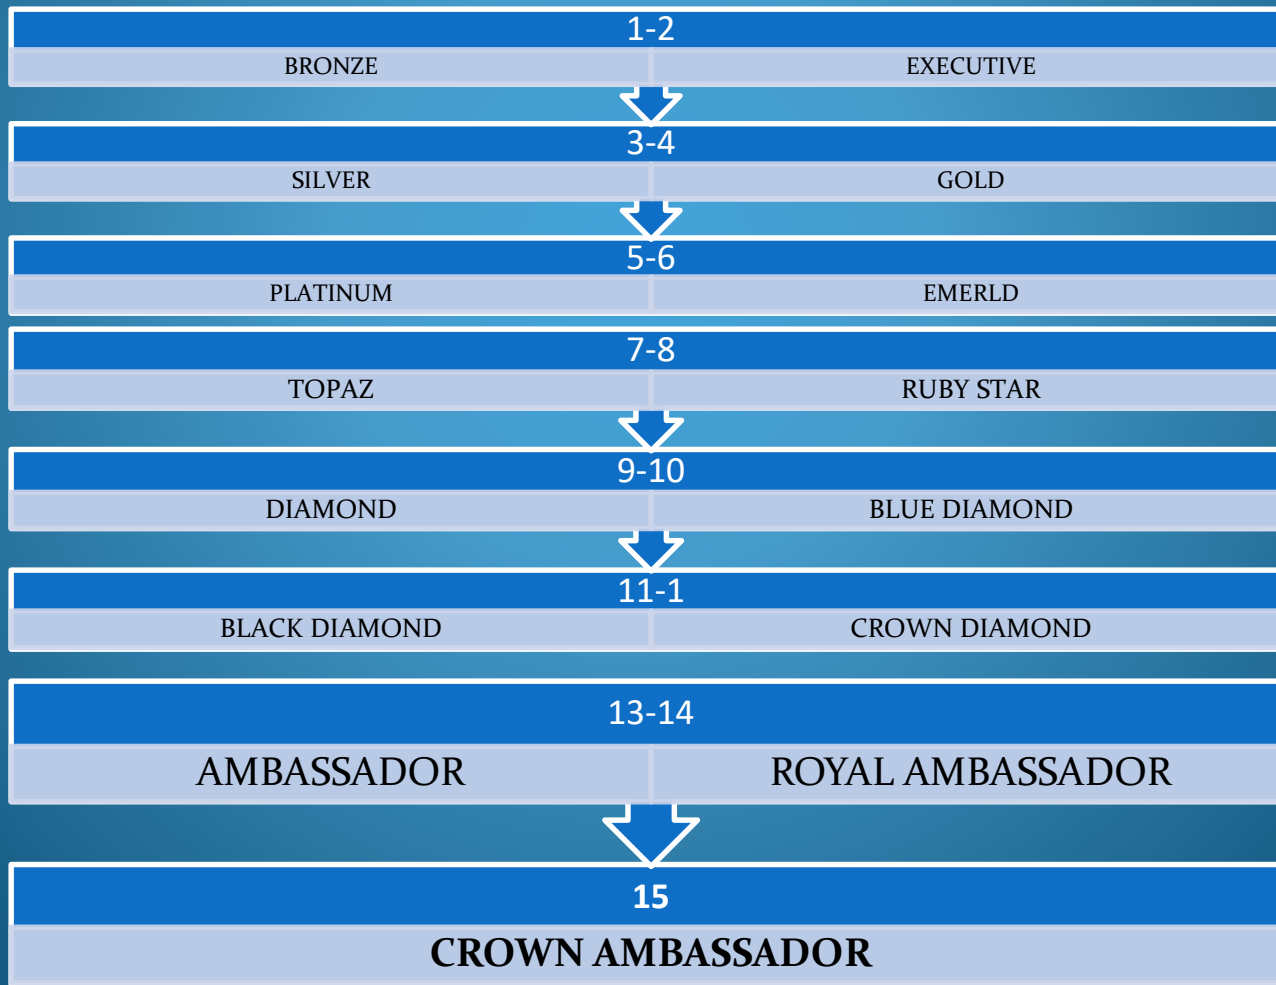 1-2
BRONZE EXECUTIVE
3-4
SILVER GOLD
5-6
PLATINUM EMERLD
7-8
TOPAZ RUBY STAR
9-10
DIAMOND BLUE DIAMOND
11-1
BLACK DIAMOND CROWN DIAMOND
13-14
AMBASSADOR ROYAL AMBASSADOR
15
CROWN AMBASSADOR